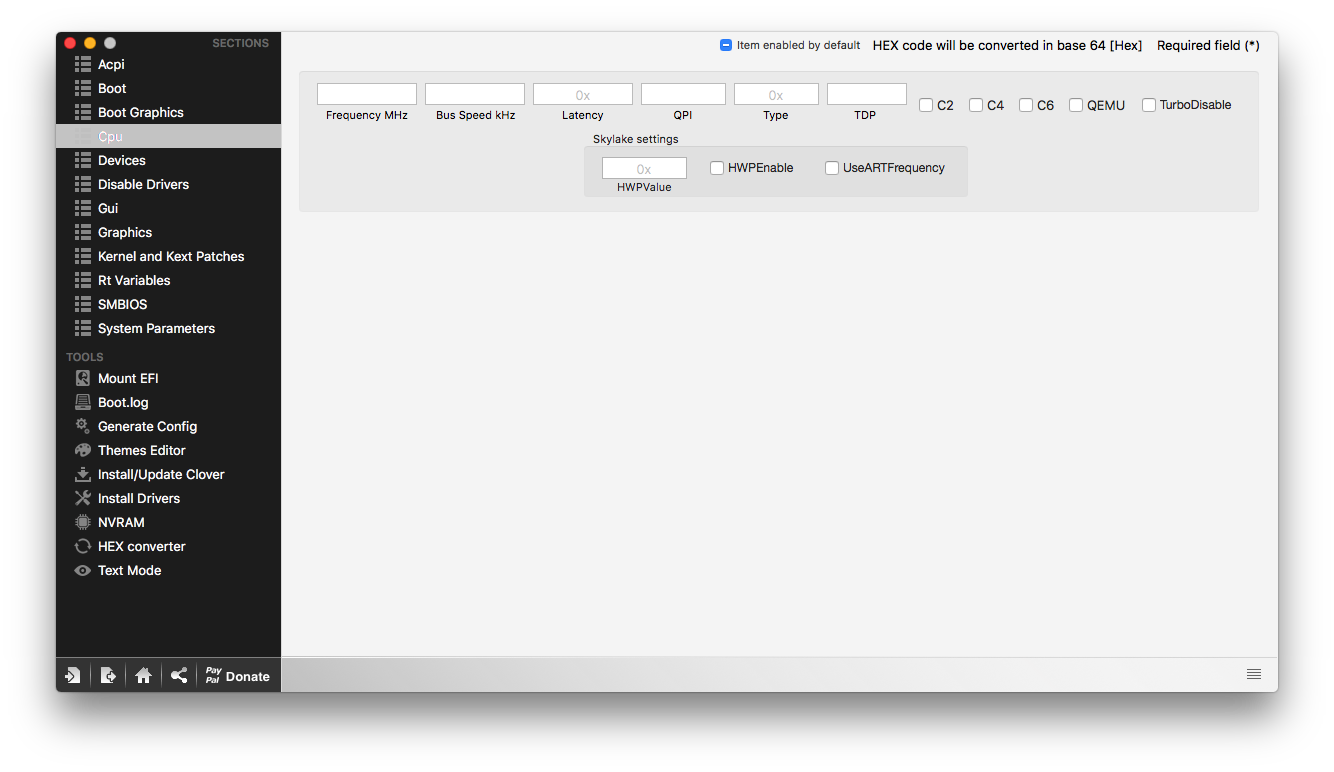 SECTIONS
Acpi
Boot
Boot Graphics
Cpu
Devices
Disable Drivers
Gui
Graphics
Kernel and Kext Patches
Rt Variables
SMBIOS
System Parameters
TOOLS
Mount EFI
Boot.log
Generate Config
Themes Editor
Install/Update Clover
Install Drivers
NVRAM
HEX converter
Text Mode
Pay
Pal Donate
Item enabled by default HEX code will be converted in base 64 [Hex] Required field (*)
0x 0x
C2 C4 C6 QEMU TurboDisable
Frequency MHz Bus Speed kHz Latency QPI Type TDP
Skylake settings
0x HWPEnable UseARTFrequency
HWPValue